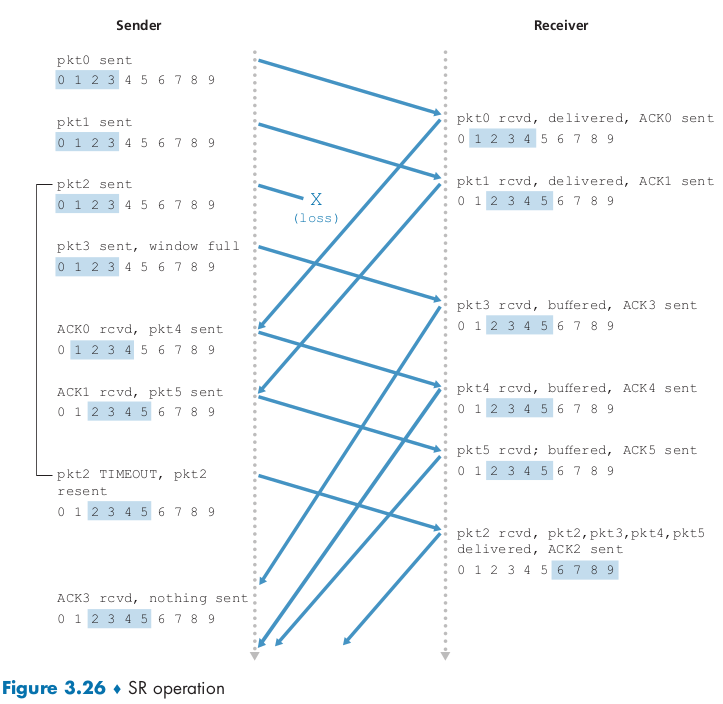 Sender
Receiver
pkt0 sent
0 1 2 3 4 5 6 7 8 9
pkt1 sent
0 1 2 3 4 5 6 7 8 9
pkt2 sent
0 1 2 3 4 5 6 7 8 9
X
(loss)
pkt3 sent, window full
0 1 2 3 4 5 6 7 8 9
ACK0 rcvd, pkt4 sent
0 1 2 3 4 5 6 7 8 9
ACK1 rcvd, pkt5 sent
0 1 2 3 4 5 6 7 8 9
pkt2 TIMEOUT, pkt2
resent
0 1 2 3 4 5 6 7 8 9
ACK3 rcvd, nothing sent
0 1 2 3 4 5 6 7 8 9
pkt0 rcvd, delivered, ACK0 sent
0 1 2 3 4 5 6 7 8 9
pkt1 rcvd, delivered, ACK1 sent
0 1 2 3 4 5 6 7 8 9
pkt3 rcvd, buffered, ACK3 sent
0 1 2 3 4 5 6 7 8 9
pkt4 rcvd, buffered, ACK4 sent
0 1 2 3 4 5 6 7 8 9
pkt5 rcvd; buffered, ACK5 sent
0 1 2 3 4 5 6 7 8 9
pkt2 rcvd, pkt2,pkt3,pkt4,pkt5
delivered, ACK2 sent
0 1 2 3 4 5 6 7 8 9
Figure 3.26 ♦ SR operation